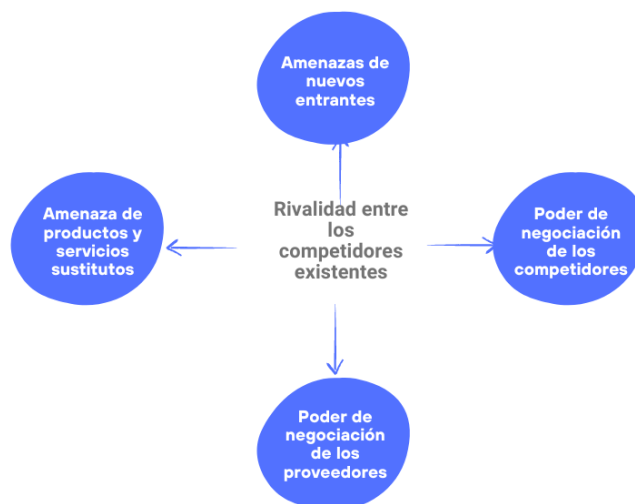 Amenazas de
nuevos
entrantes
Amenaza de
productos y
servicios
sustitutos
Rivalidad entre
los
competidores
existentes
Poder de
negociación
de los
competidores
Poder de
negociación
de los
proveedores